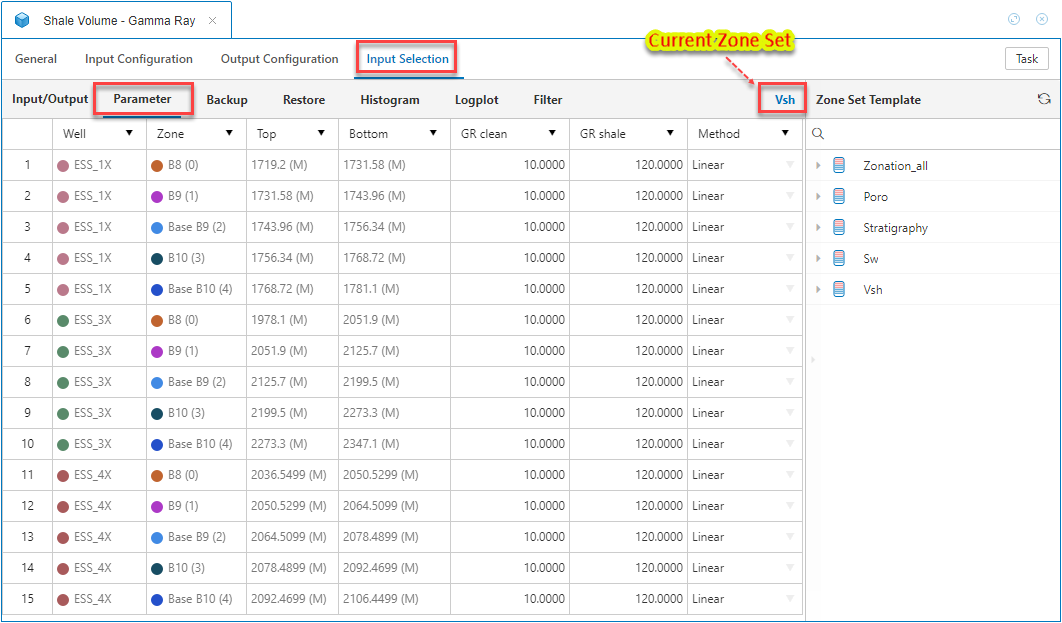 Shale Volume - Gamma Ray
Current Zone Set
General Input Configuration Output Configuration Input Selection Task
Input/Output Parameter Backup Restore Histogram Logplot Filter Vsh Zone Set Template
Well Zone Top Bottom GR clean GR shale Method
1 ESS_1X B8 (0) 1719.2 (M) 1731.58 (M) 10.0000 120.0000 Linear
2 ESS_1X B9 (1) 1731.58 (M) 1743.96 (M) 10.0000 120.0000 Linear
3 ESS_1X Base B9 (2) 1743.96 (M) 1756.34 (M) 10.0000 120.0000 Linear
4 ESS_1X B10 (3) 1756.34 (M) 1768.72 (M) 10.0000 120.0000 Linear
5 ESS_1X Base B10 (4) 1768.72 (M) 1781.1 (M) 10.0000 120.0000 Linear
6 ESS_3X B8 (0) 1978.1 (M) 2051.9 (M) 10.0000 120.0000 Linear
7 ESS_3X B9 (1) 2051.9 (M) 2125.7 (M) 10.0000 120.0000 Linear
8 ESS_3X Base B9 (2) 2125.7 (M) 2199.5 (M) 10.0000 120.0000 Linear
9 ESS_3X B10 (3) 2199.5 (M) 2273.3 (M) 10.0000 120.0000 Linear
10 ESS_3X Base B10 (4) 2273.3 (M) 2347.1 (M) 10.0000 120.0000 Linear
11 ESS_4X B8 (0) 2036.5499 (M) 2050.5299 (M) 10.0000 120.0000 Linear
12 ESS_4X B9 (1) 2050.5299 (M) 2064.5099 (M) 10.0000 120.0000 Linear
13 ESS_4X Base B9 (2) 2064.5099 (M) 2078.4899 (M) 10.0000 120.0000 Linear
14 ESS_4X B10 (3) 2078.4899 (M) 2092.4699 (M) 10.0000 120.0000 Linear
15 ESS_4X Base B10 (4) 2092.4699 (M) 2106.4499 (M) 10.0000 120.0000 Linear
Zonation_all
Poro
Stratigraphy
Sw
Vsh